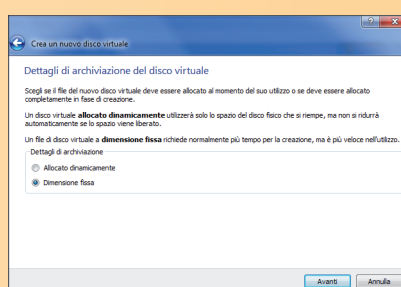 Crea un nuovo disco virtuale
Dettagli di archiviazione del disco virtuale
Scegli se il file del nuovo disco virtuale deve essere allocato al momento del suo utilizzo o se deve essere allocato
completamente in fase di creazione.
Un disco virtuale allocato dinamicamente utilizzerà solo lo spazio del disco fisico che si riempe, ma non si ridurrà
automaticamente se lo spazio viene liberato.
Un file di disco virtuale a dimensione fissa richiede normalmente più tempo per la creazione, ma è più veloce nell'utilizzo.
Dettagli di archiviazione
Allocato dinamicamente
Dimensione fissa
Avanti
Annulla